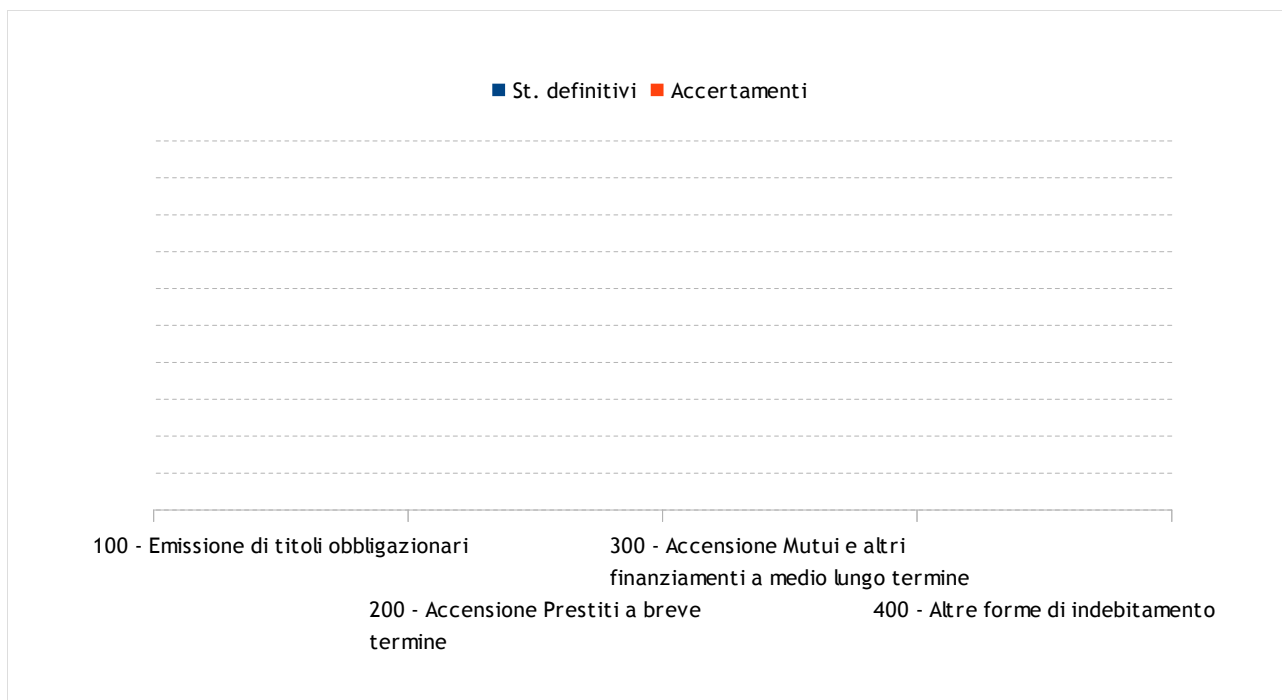 St. definitivi Accertamenti
100 - Emissione di titoli obbligazionari
200 - Accensione Prestiti a breve
termine
300 - Accensione Mutui e altri
finanziamenti a medio lungo termine
400 - Altre forme di indebitamento